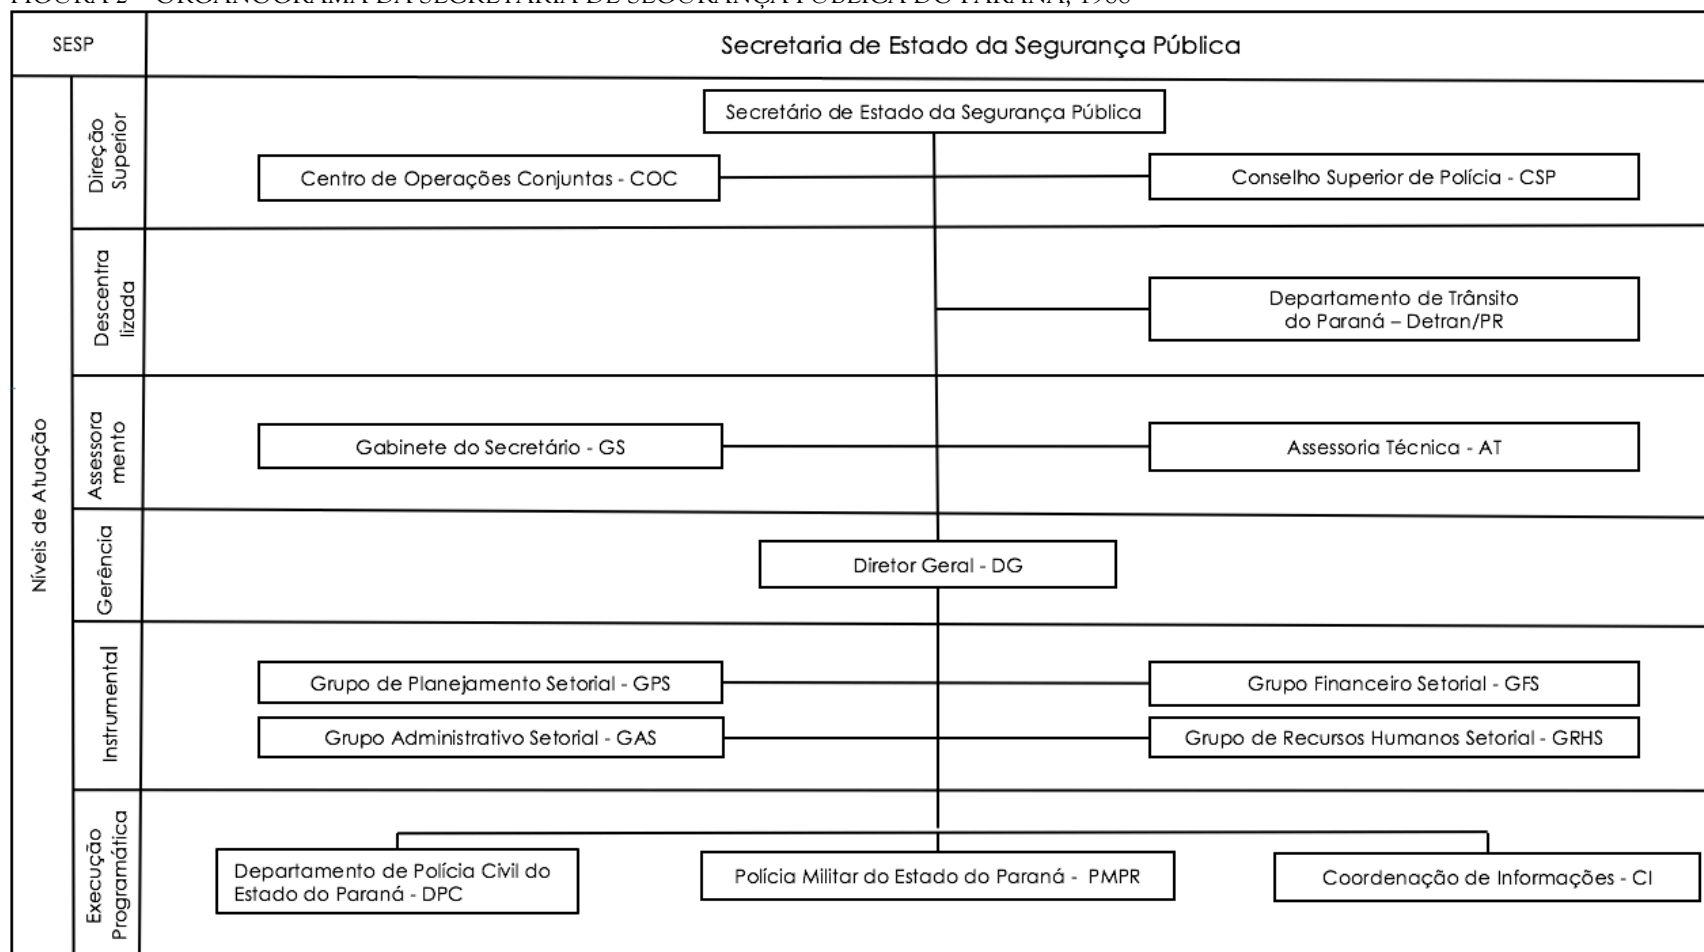 SESP
Secretaria de Estado da Segurança Pública
Níveis de Atuação
Direção
Superior
Secretário de Estado da Segurança Pública
Centro de Operações Conjuntas - COC
Conselho Superior de Polícia - CSP
Descentra
lizada
Departamento de Trânsito
do Paraná – Detran/PR
Assessora
mento
Gabinete do Secretário - GS
Assessoria Técnica - AT
Gerência
Diretor Geral - DG
Instrumental
Grupo de Planejamento Setorial - GPS
Grupo Financeiro Setorial - GFS
Grupo Administrativo Setorial - GAS
Grupo de Recursos Humanos Setorial - GRHS
Execução
Programática
Departamento de Polícia Civil do
Estado do Paraná - DPC
Polícia Militar do Estado do Paraná - PMPR
Coordenação de Informações - CI